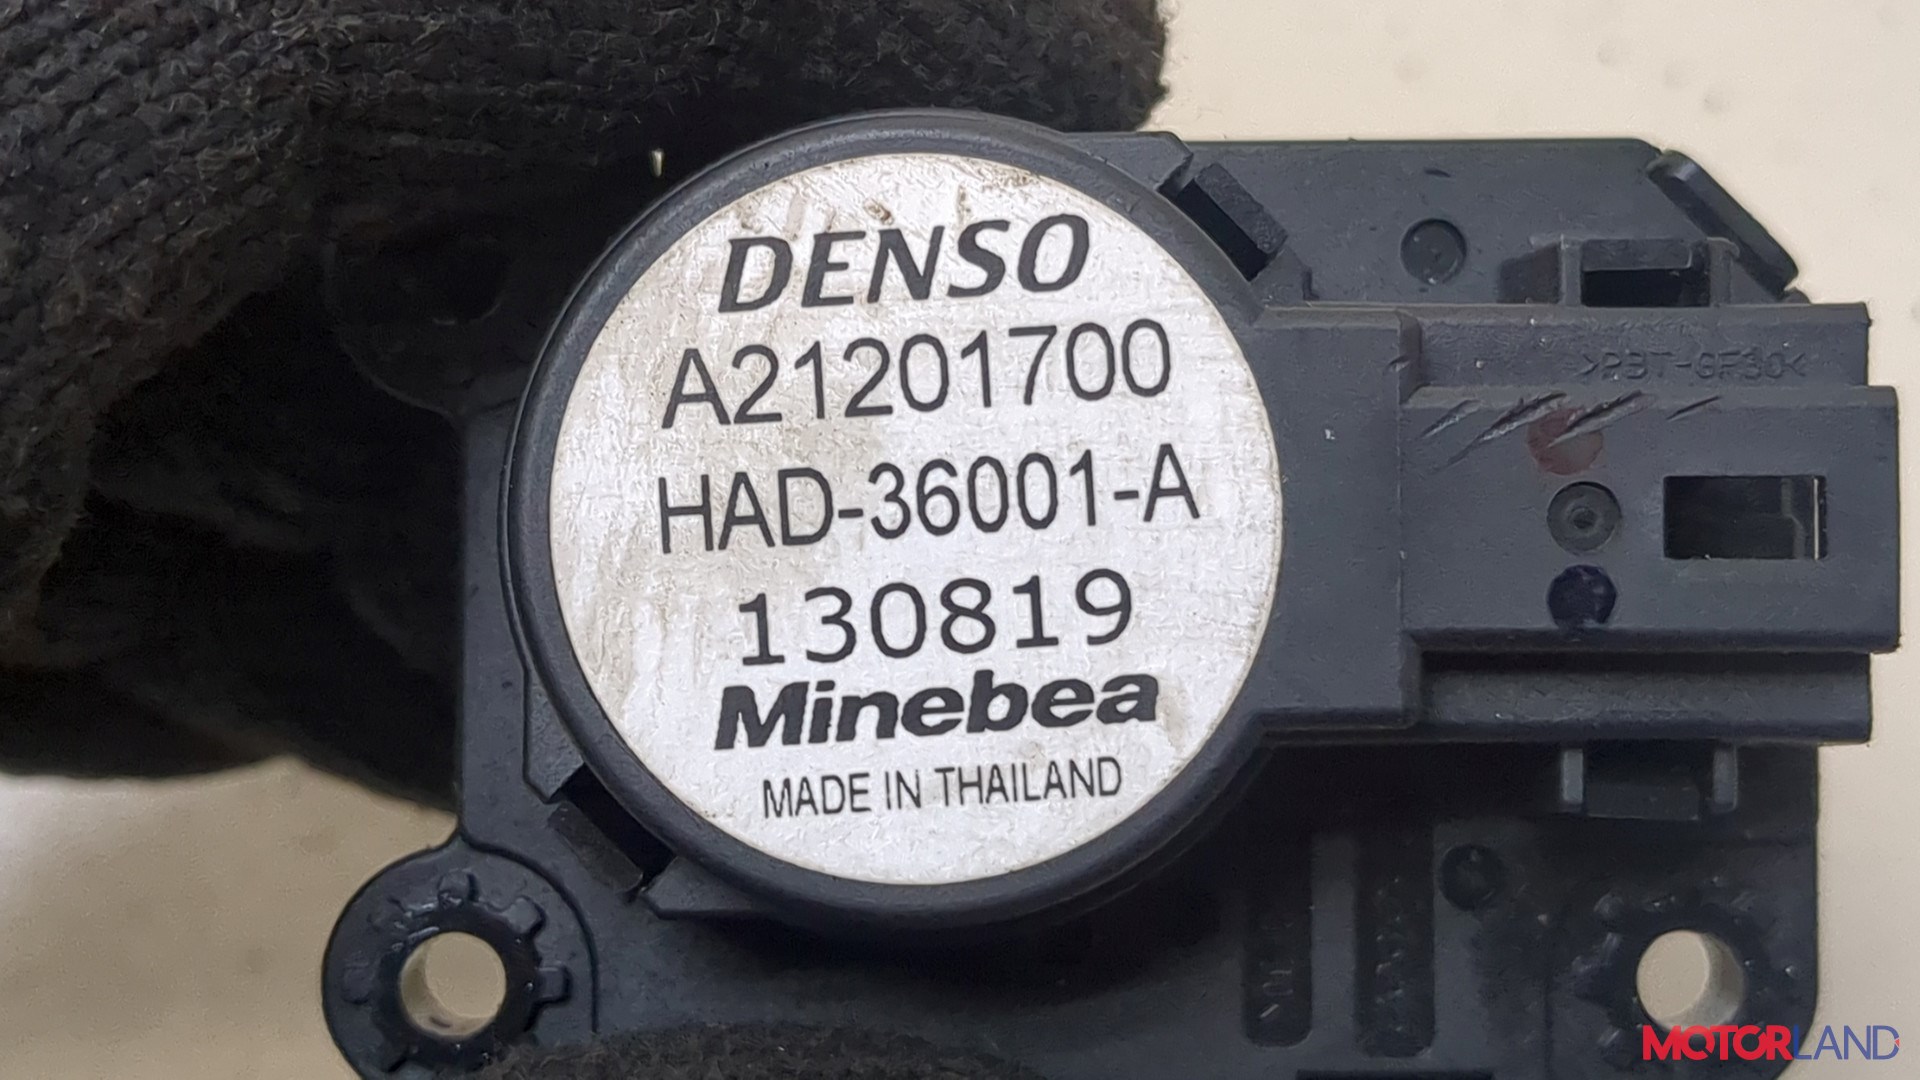 DENSO
A21201700
HAD-36001-A
130819
Minebea
MADE IN THAILAND
>PBT-GF30<
MOTORLAND